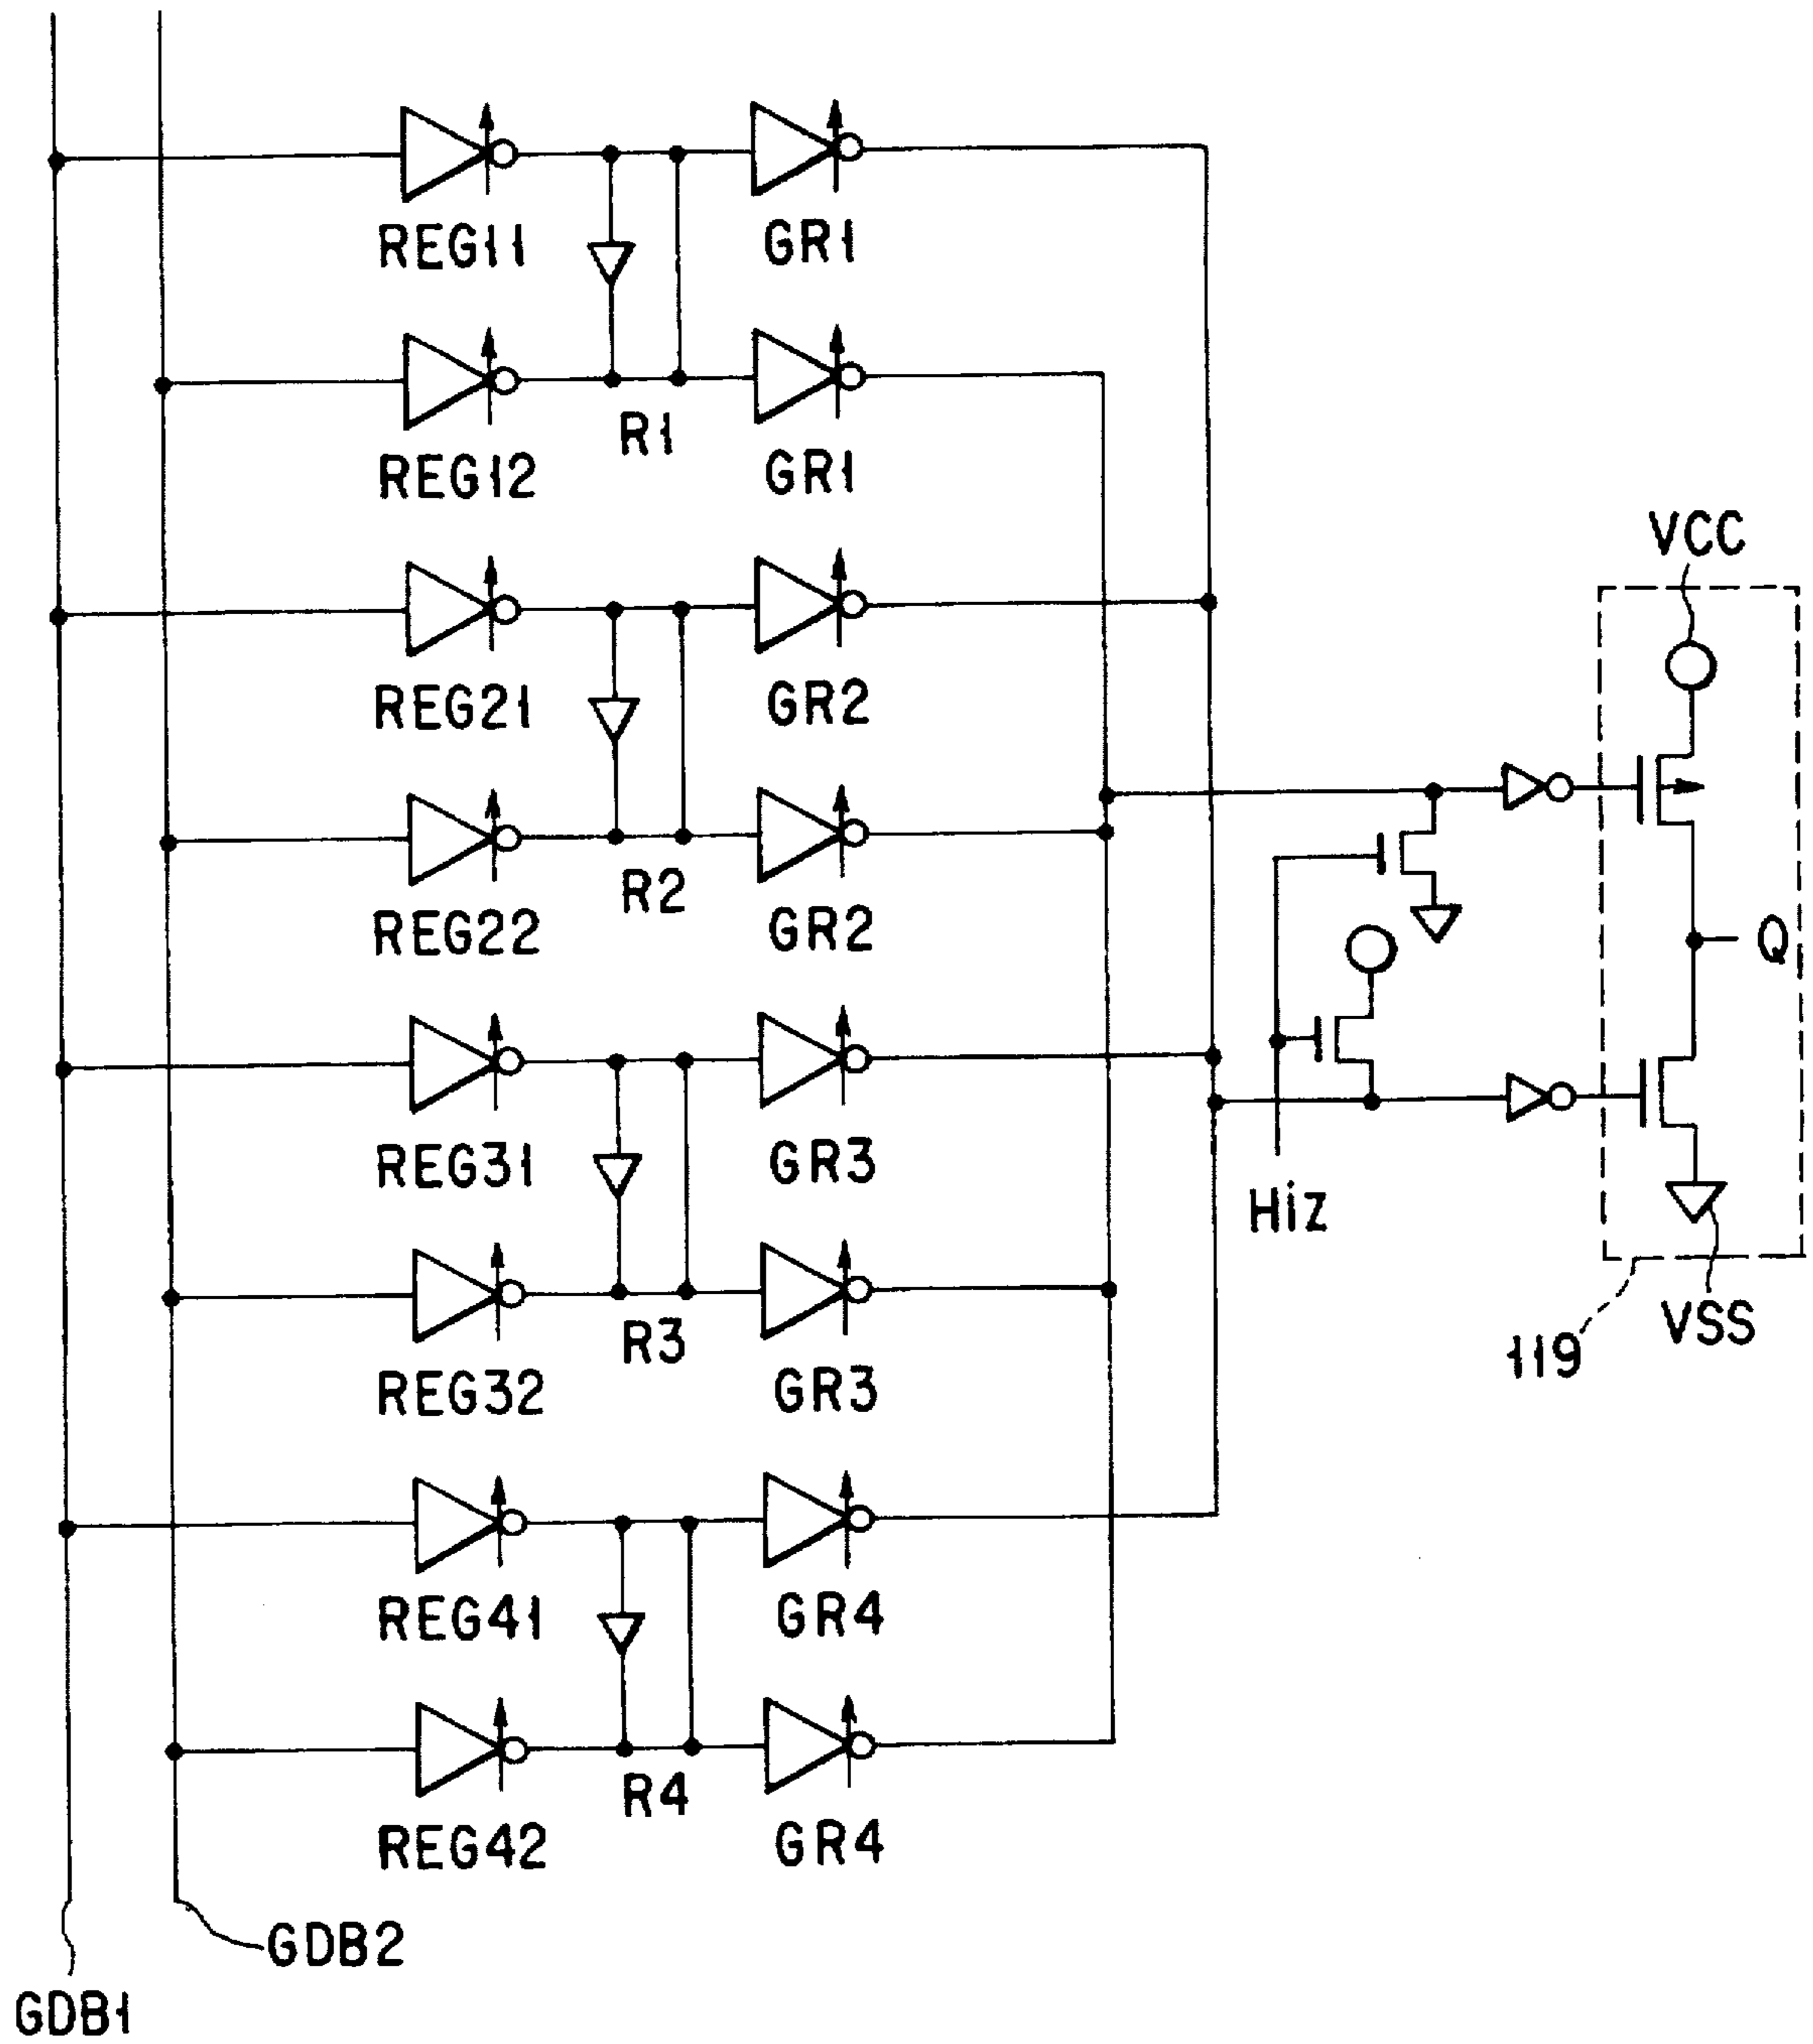 REG11
GR1
R1
REG12
GR1
REG21
GR2
VCC
R2
REG22
GR2
Q
REG31
GR3
Hiz
R3
REG32
GR3
119
VSS
REG41
GR4
R4
REG42
GR4
GDB2
GDB1